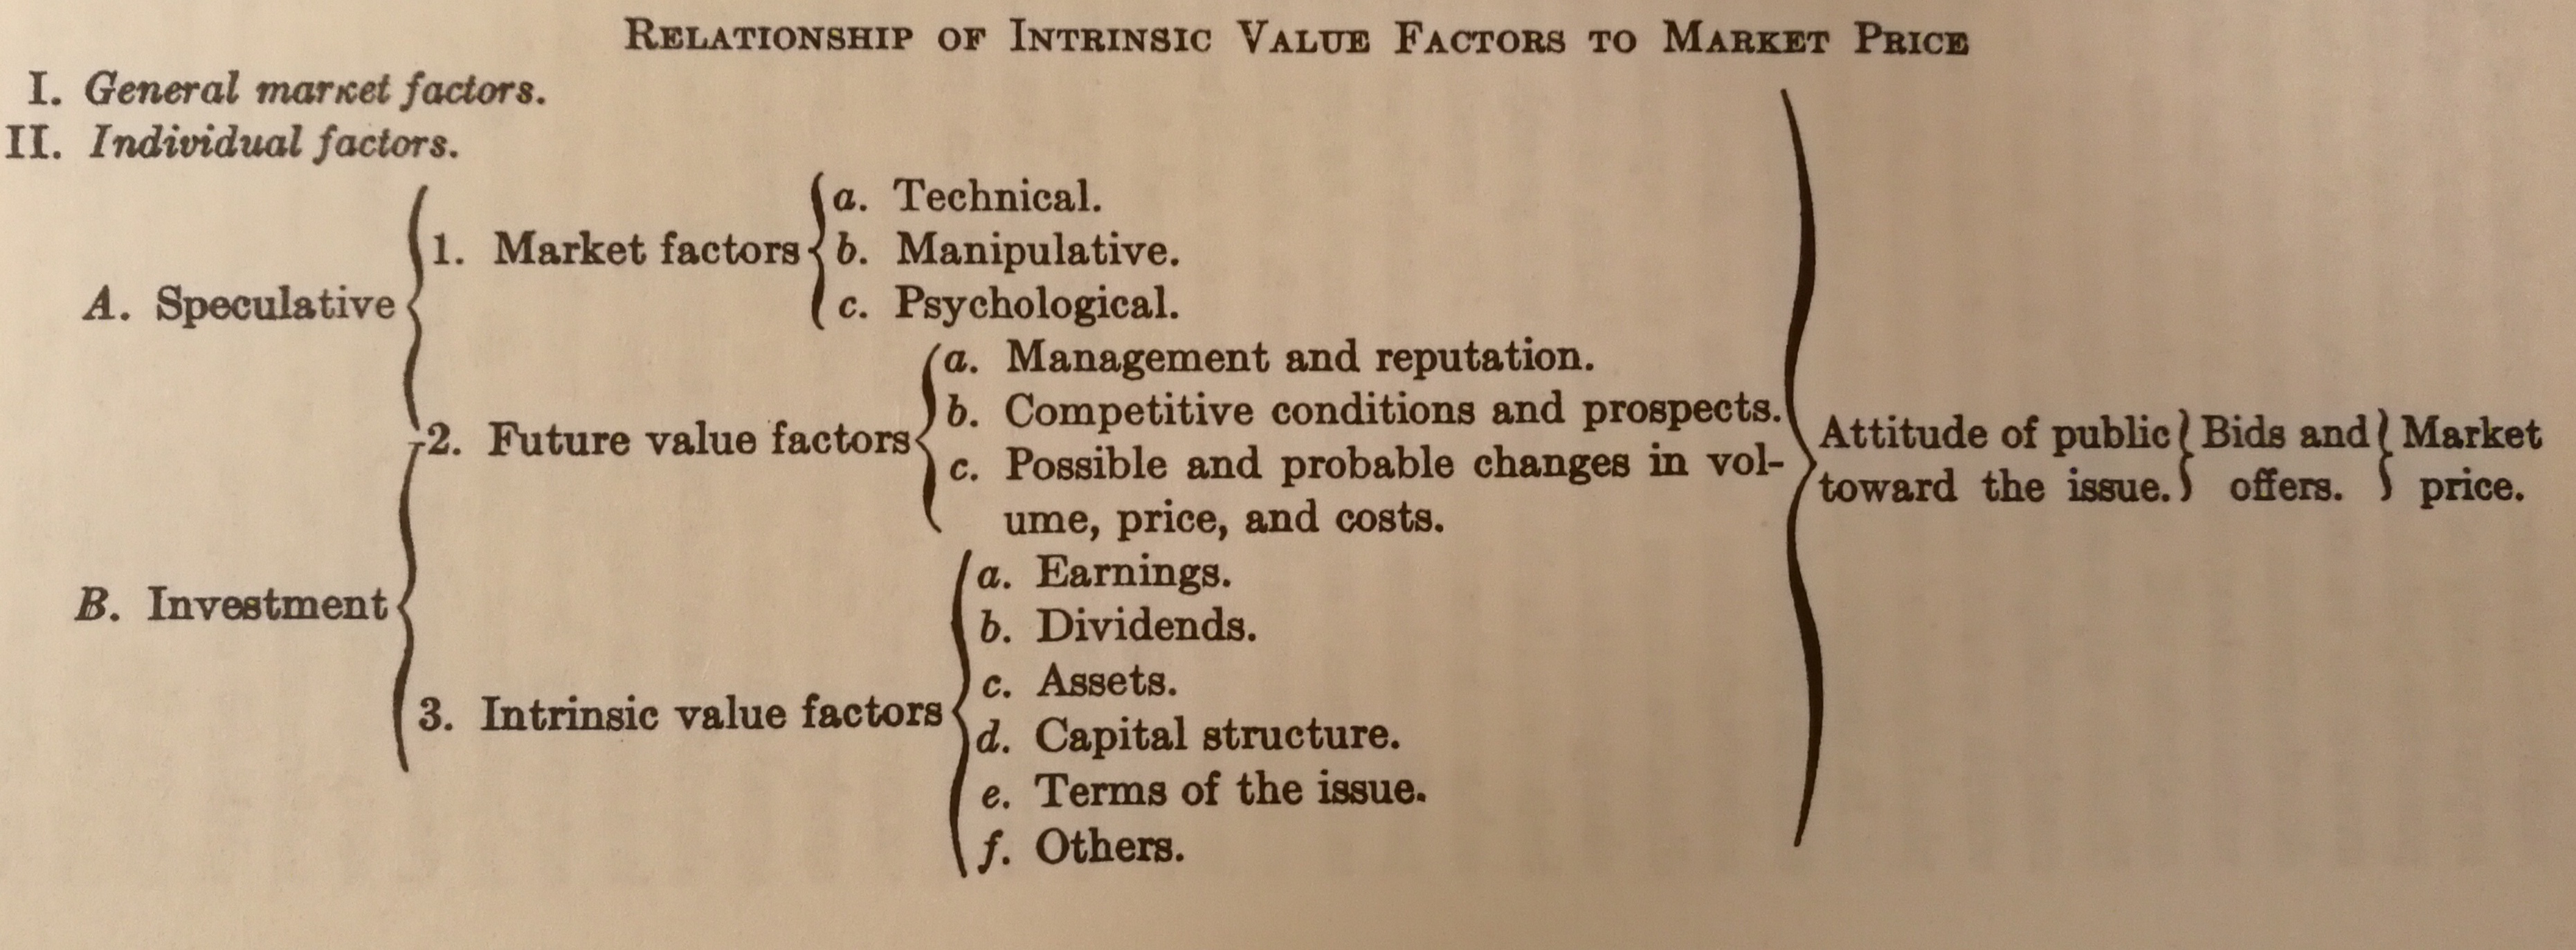 RELATIONSHIP OF INTRINSIC VALUE FACTORS TO MARKET PRICE
I. General market factors.
II. Individual factors.
A. Speculative
1. Market factors
a. Technical.
b. Manipulative.
c. Psychological.
2. Future value factors
a. Management and reputation.
b. Competitive conditions and prospects.
c. Possible and probable changes in vol-
ume, price, and costs.
B. Investment
3. Intrinsic value factors
a. Earnings.
b. Dividends.
c. Assets.
d. Capital structure.
e. Terms of the issue.
f. Others.
Attitude of public
toward the issue.
Bids and
offers.
Market
price.